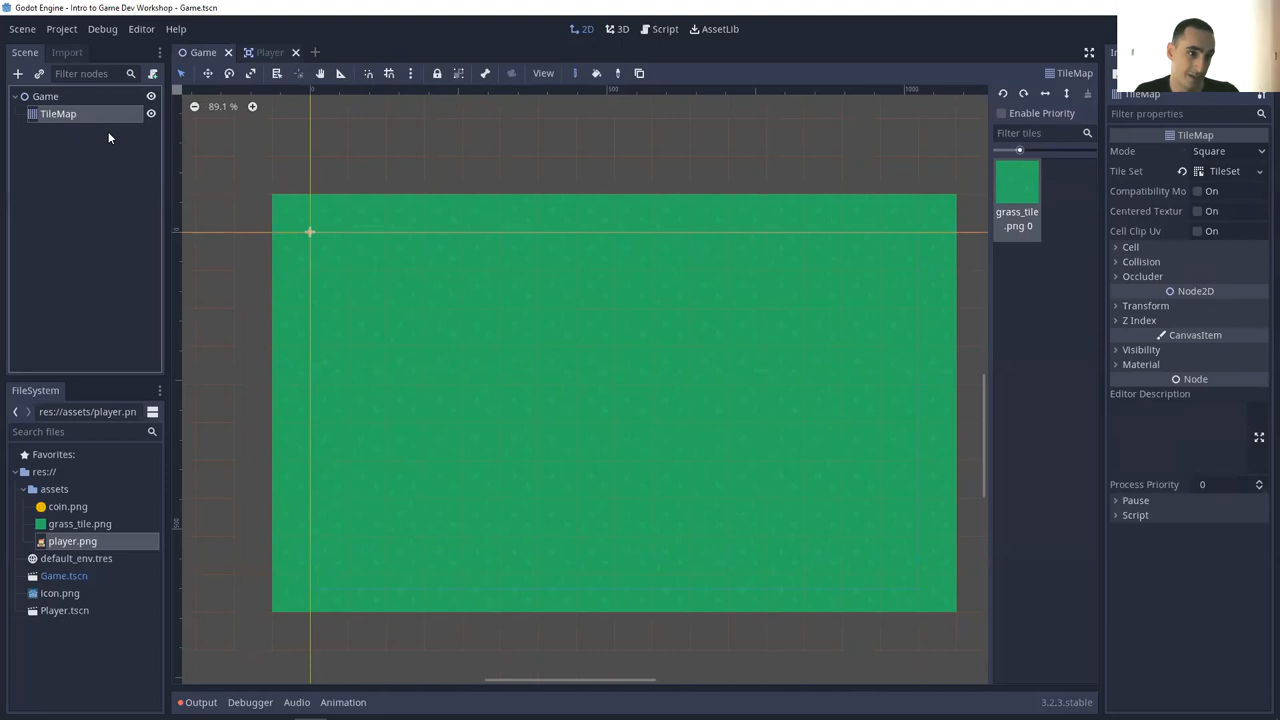 Godot Engine - Intro to Game Dev Workshop - Game.tscn
Scene Project Debug Editor Help
2D 3D Script AssetLib
Scene Import
Game Player
Filter nodes
View
TileMap
Game
TileMap
89.1 %
0 500 1000
0
500
Enable Priority
Filter tiles
grass_tile
.png 0
TileMap
Filter properties
TileMap
Mode Square
Tile Set TileSet
Compatibility Mo On
Centered Textur On
Cell Clip Uv On
Cell
Collision
Occluder
Node2D
Transform
Z Index
CanvasItem
Visibility
Material
Node
Editor Description
Process Priority 0
Pause
Script
FileSystem
res://assets/player.pn
Search files
Favorites:
res://
assets
coin.png
grass_tile.png
player.png
default_env.tres
Game.tscn
icon.png
Player.tscn
Output Debugger Audio Animation
3.2.3.stable